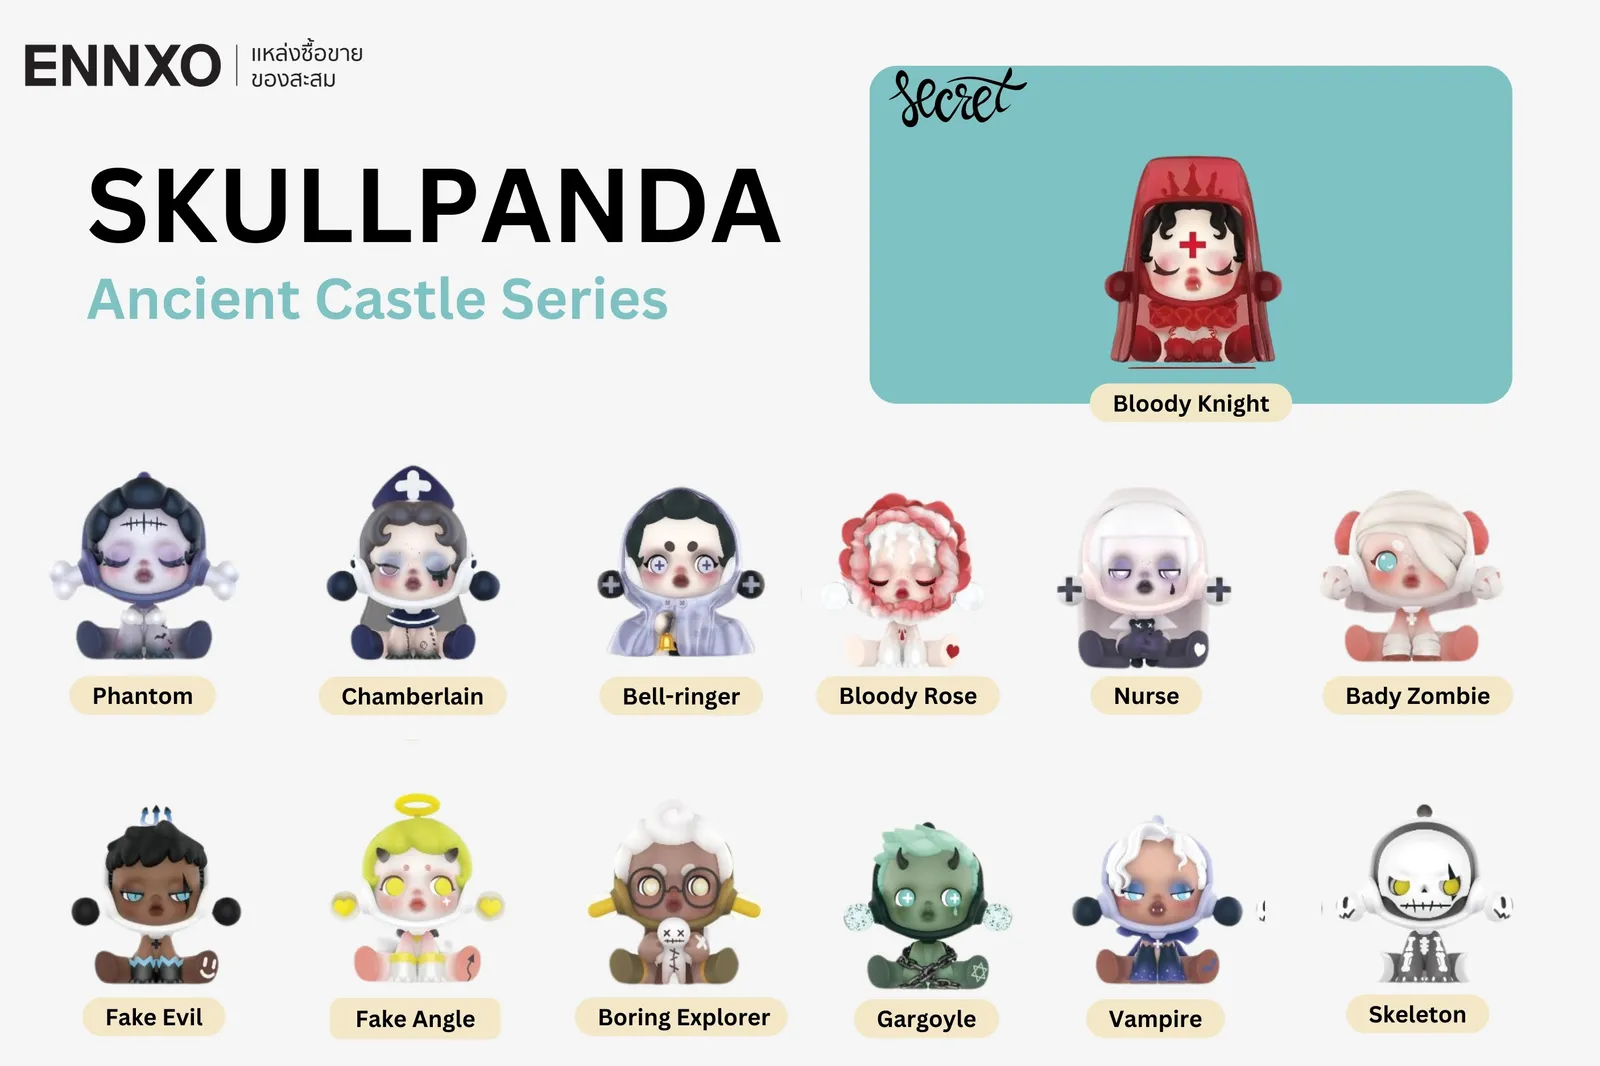 ENNXO
แหล่งซื้อขาย
ของสะสม
SKULLPANDA
Ancient Castle Series
Secret
Bloody Knight
Phantom
Chamberlain
Bell-ringer
Bloody Rose
Nurse
Bady Zombie
Fake Evil
Fake Angle
Boring Explorer
Gargoyle
Vampire
Skeleton